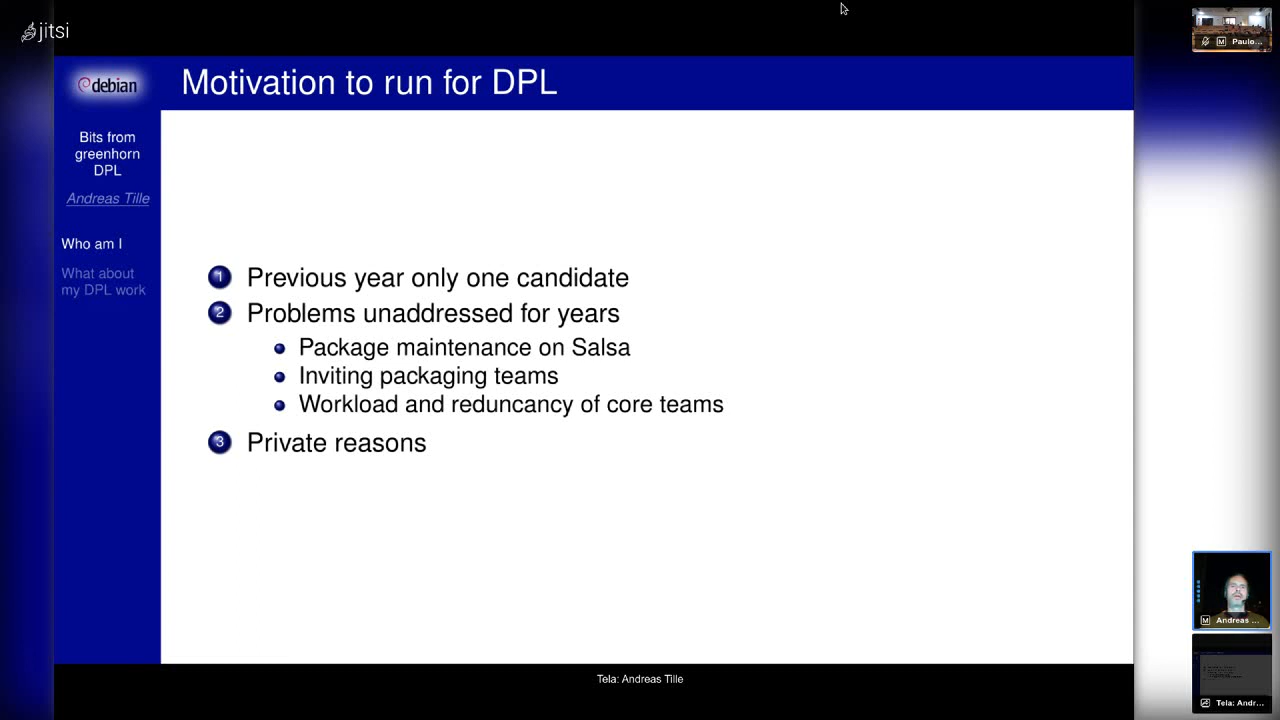 jitsi
debian
Motivation to run for DPL
Bits from
greenhorn
DPL
Andreas Tille
Who am I
What about
my DPL work
1 Previous year only one candidate
2 Problems unaddressed for years
Package maintenance on Salsa
Inviting packaging teams
Workload and reduncancy of core teams
3 Private reasons
Tela: Andreas Tille
M Paulo...
M Andreas ...
Tela: Andr...